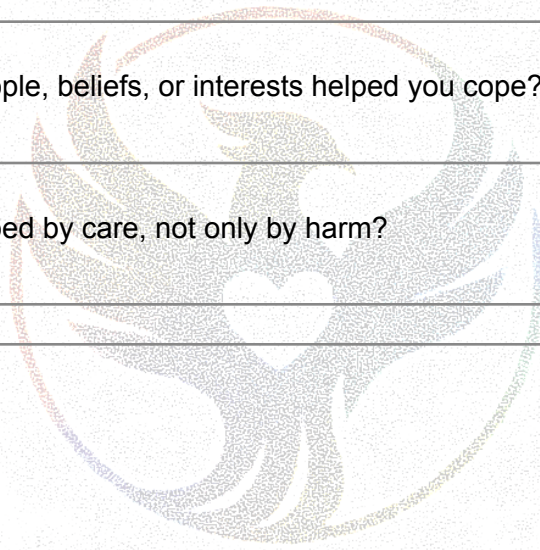 ple, beliefs, or interests helped you cope?
ed by care, not only by harm?